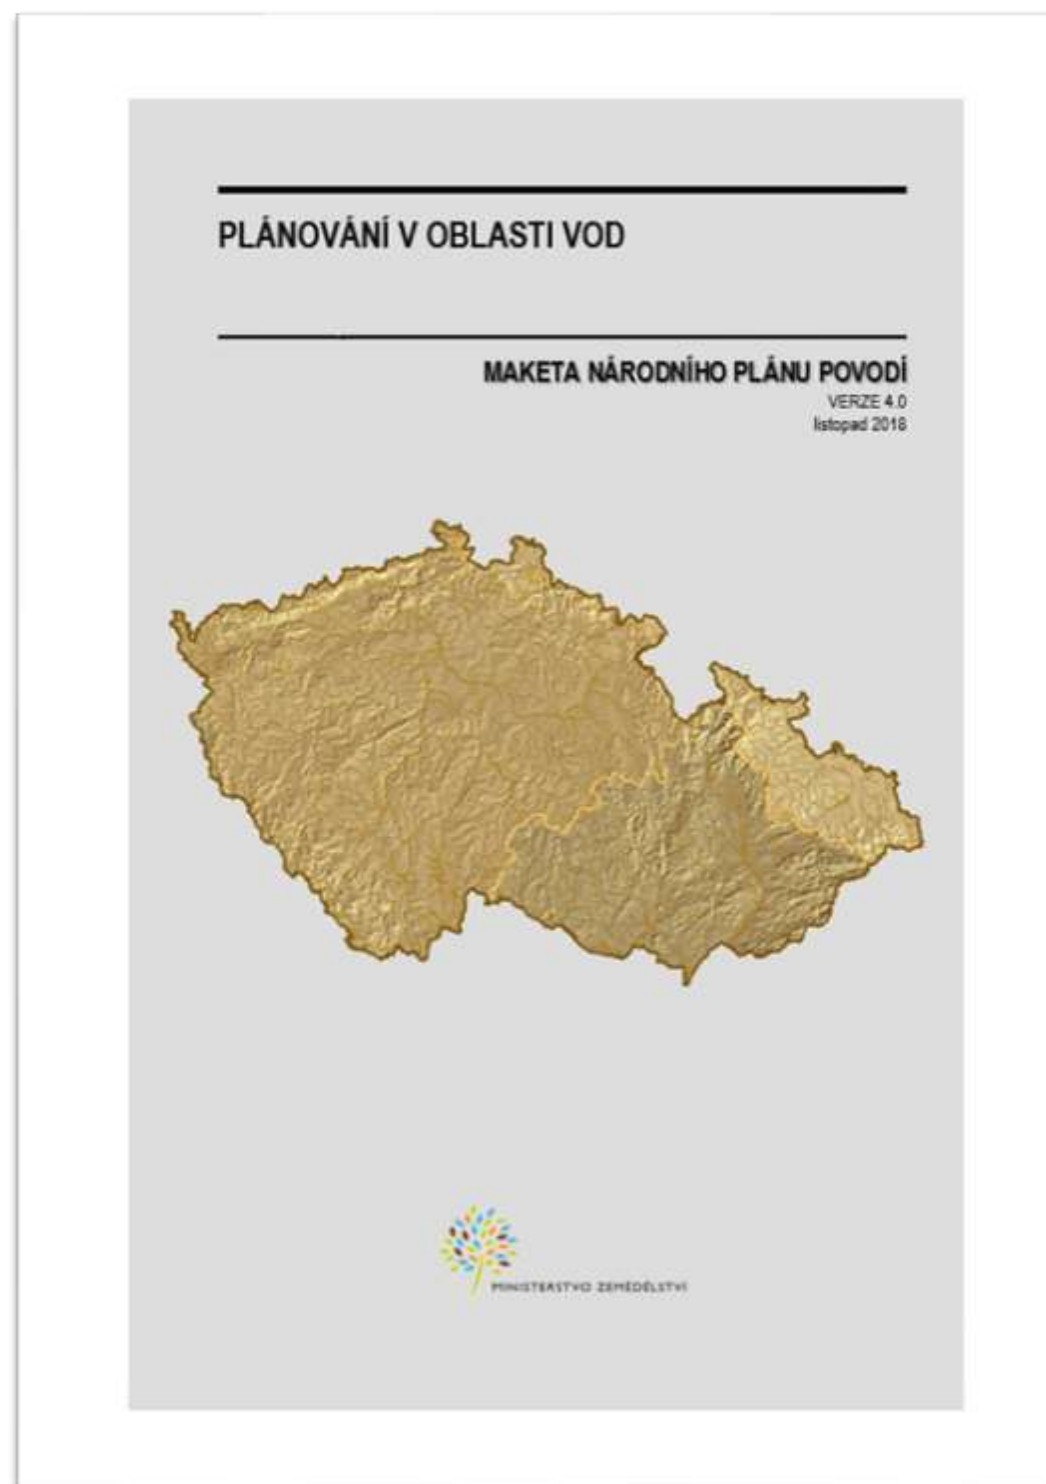 PLÁNOVÁNÍ V OBLASTI VOD
MAKETA NÁRODNÍHO PLÁNU POVODÍ
VERZE 4.0
listopad 2018
MINISTERSTVO ZEMĚDĚLSTVÍ